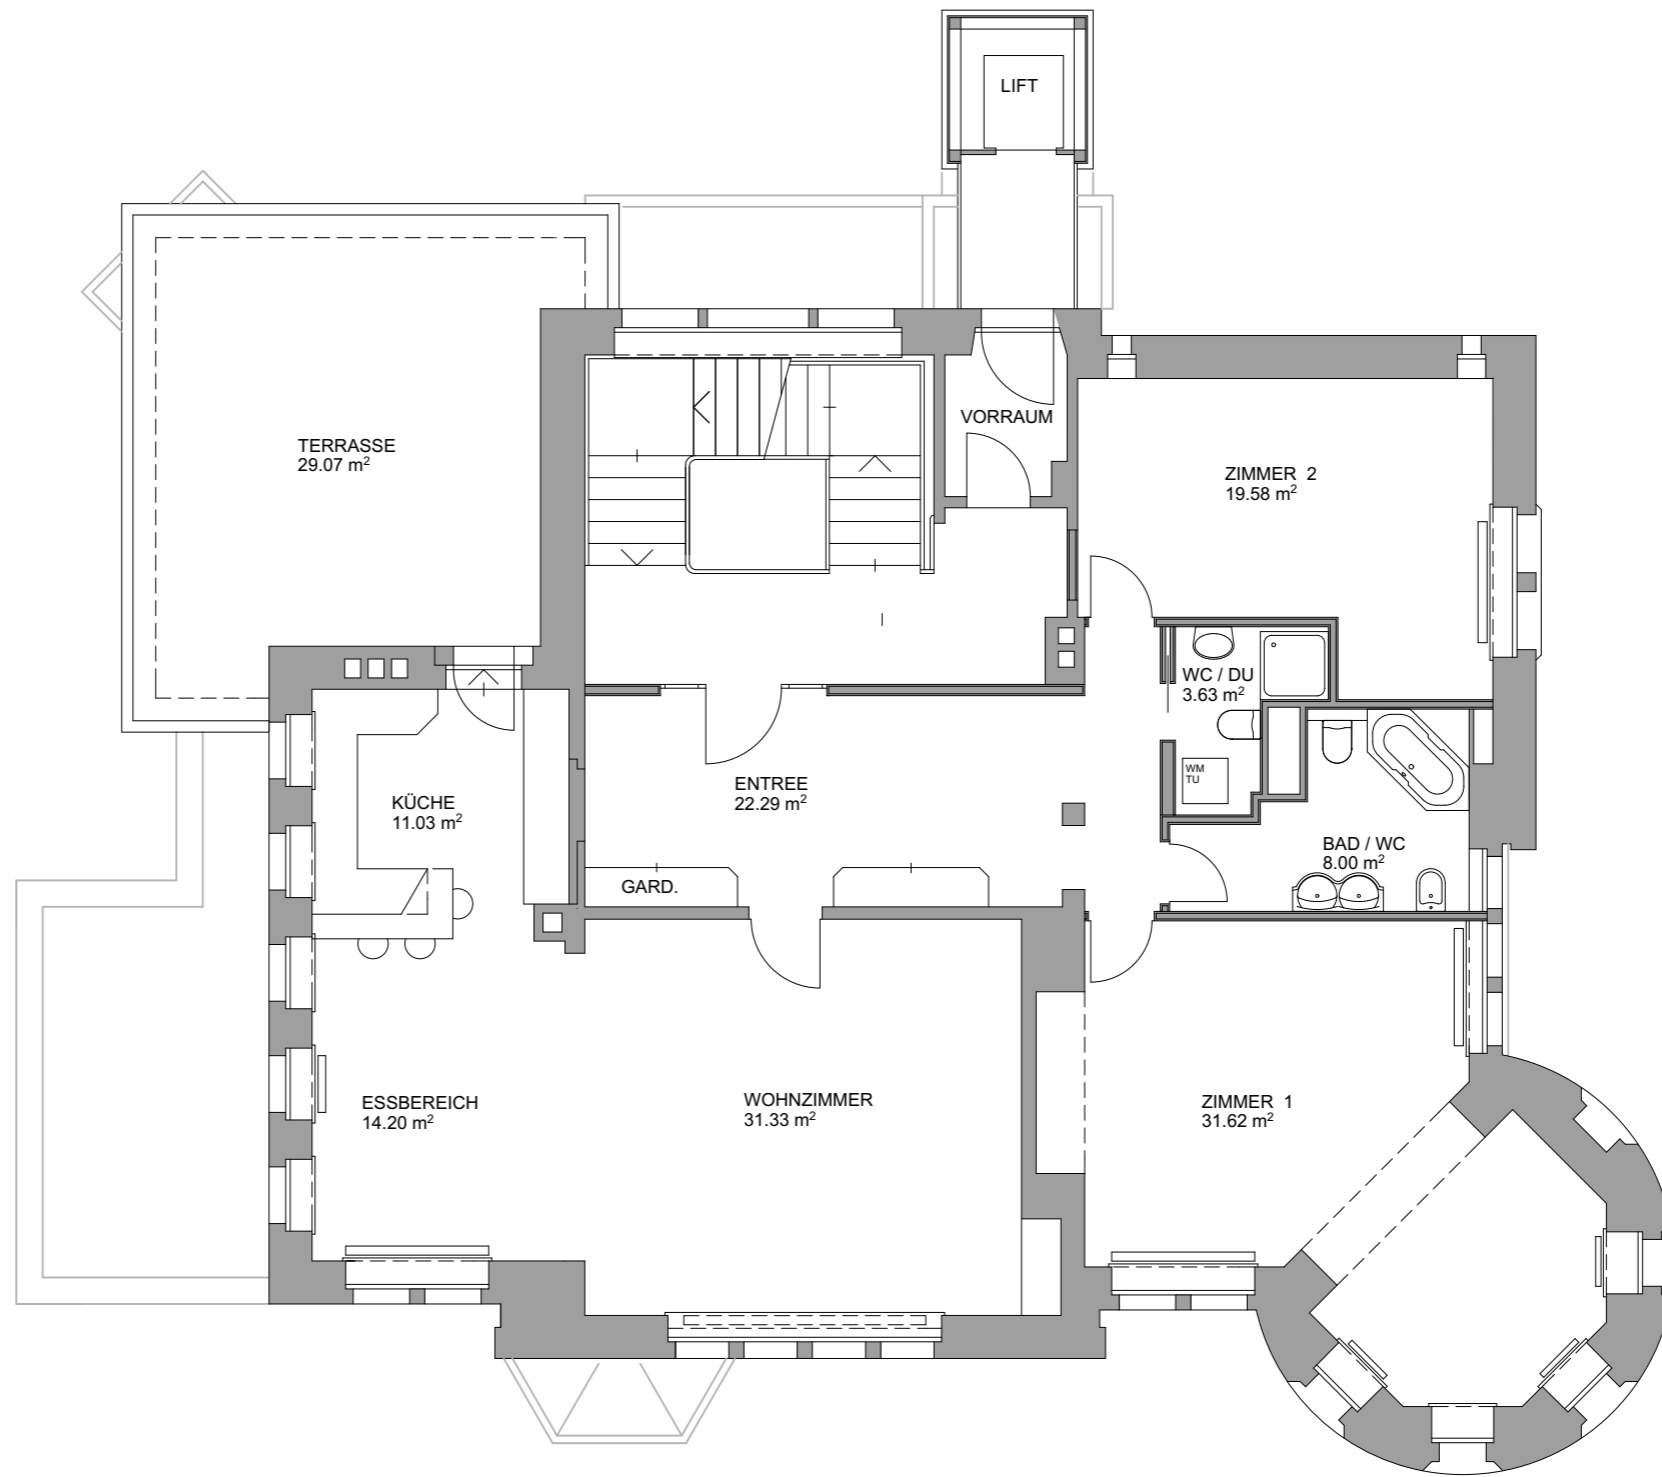 LIFT
VORRAUM
TERRASSE
29.07 m²
ZIMMER 2
19.58 m²
WC / DU
3.63 m²
WM
TU
ENTREE
22.29 m²
KÜCHE
11.03 m²
BAD / WC
8.00 m²
GARD.
ESSBEREICH
14.20 m²
WOHNZIMMER
31.33 m²
ZIMMER 1
31.62 m²